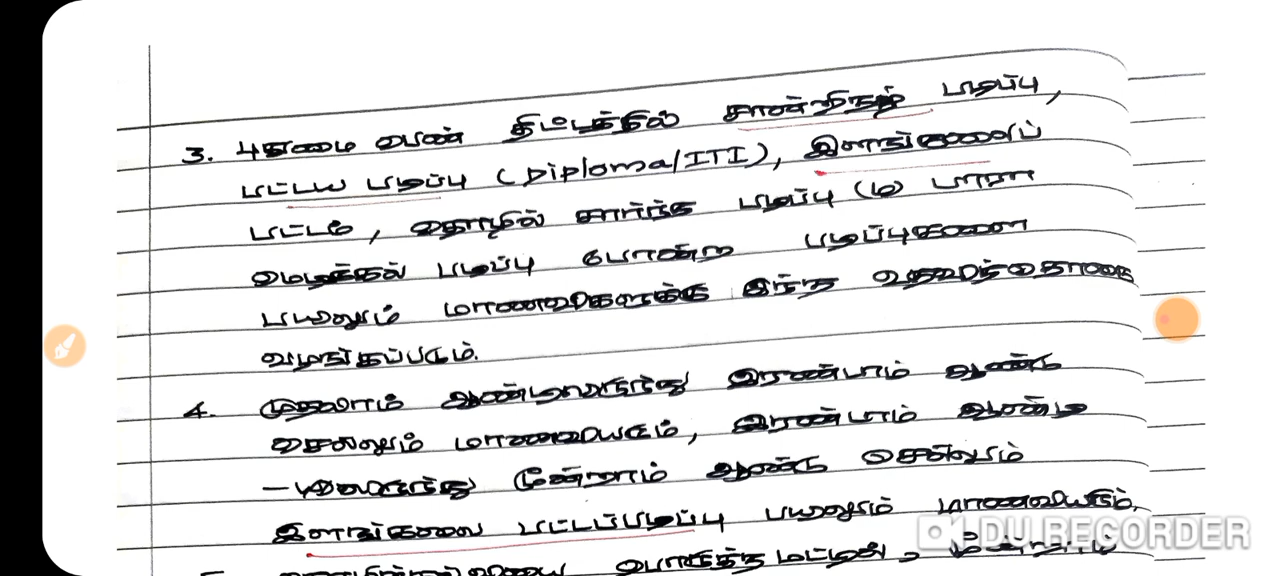 3. புதுமை பெண் திட்டத்தில் சான்றிதழ் படிப்பு,
பட்டய படிப்பு (Diploma/ITI), இளங்கலைப்
பட்டம், தொழில் சார்ந்த படிப்பு (ம) பாரா
மெடிக்கல் படிப்பு போன்ற படிப்புகளை
பயிலும் மாணவிகளுக்கு இந்த உதவித்தொகை
வழங்கப்படும்.
4. முதலாம் ஆண்டிலிருந்து இரண்டாம் ஆண்டு
செல்லும் மாணவியரும், இரண்டாம் ஆண்டி
-லிருந்து மூன்றாம் ஆண்டு செல்லும்
இளங்கலை பட்டப்படிப்பு பயிலும் மாணவியரும்.
5. பொருத்த மட்டில், மூன்றாம்
DU RECORDER